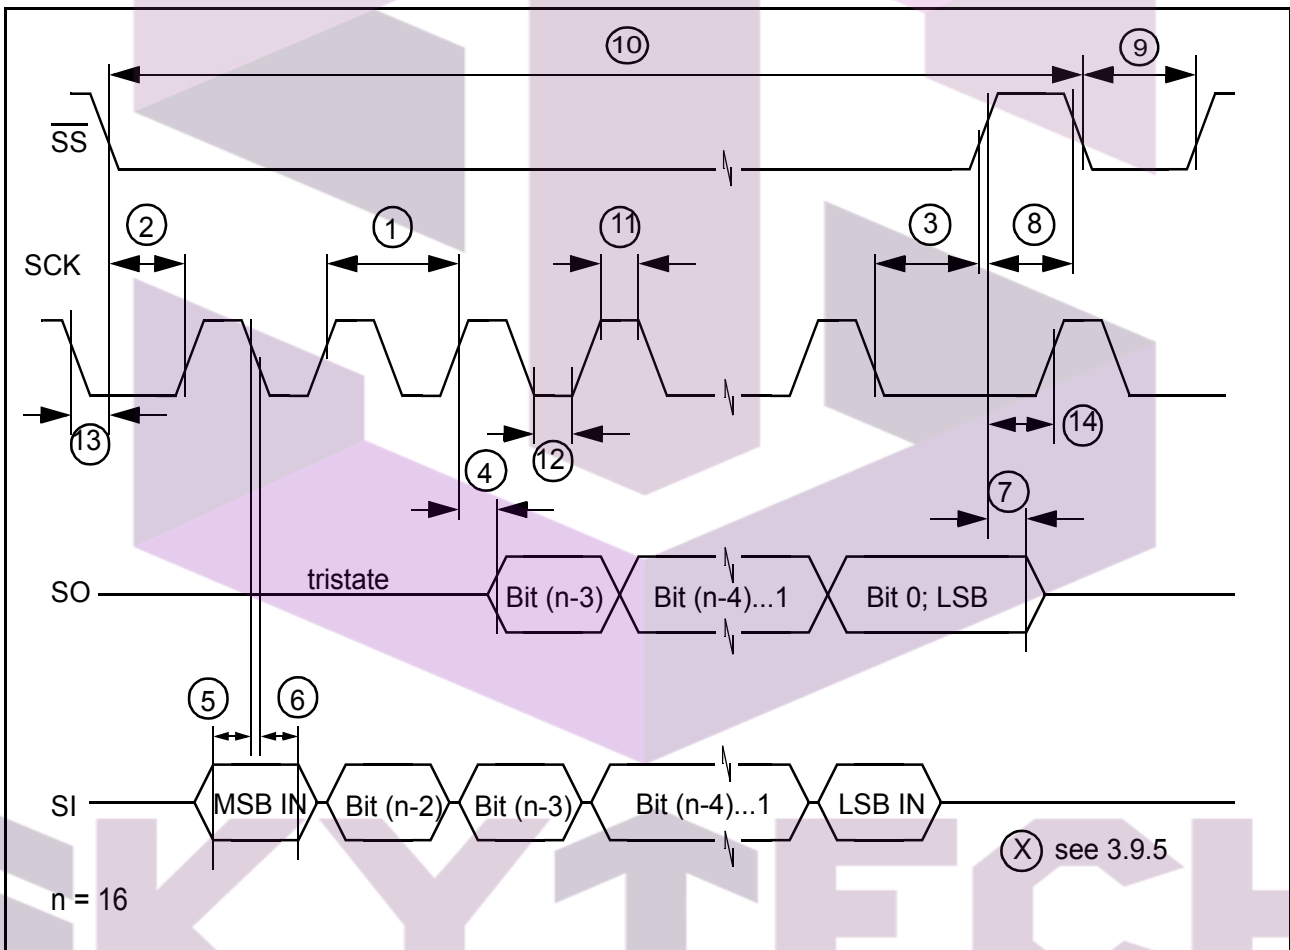 10
9
SS
2
1
11
3
8
SCK
13
4
12
14
7
tristate
SO
Bit (n-3)
Bit (n-4)...1
Bit 0; LSB
5
6
SI
MSB IN
Bit (n-2)
Bit (n-3)
Bit (n-4)...1
LSB IN
X see 3.9.5
n = 16
SKYTECH